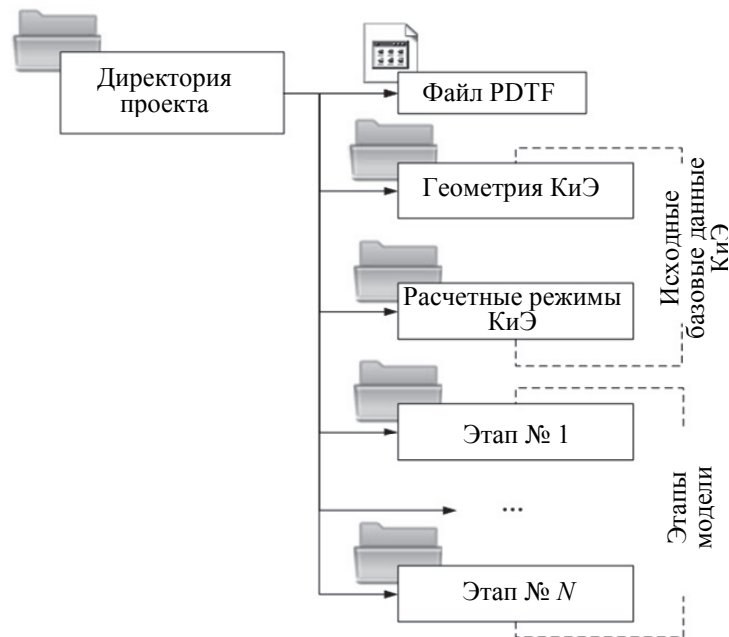 Директория
проекта
Файл PDTF
Геометрия КиЭ
Расчетные режимы
КиЭ
Исходные
базовые данные
КиЭ
Этап № 1
...
Этап № N
Этапы
модели